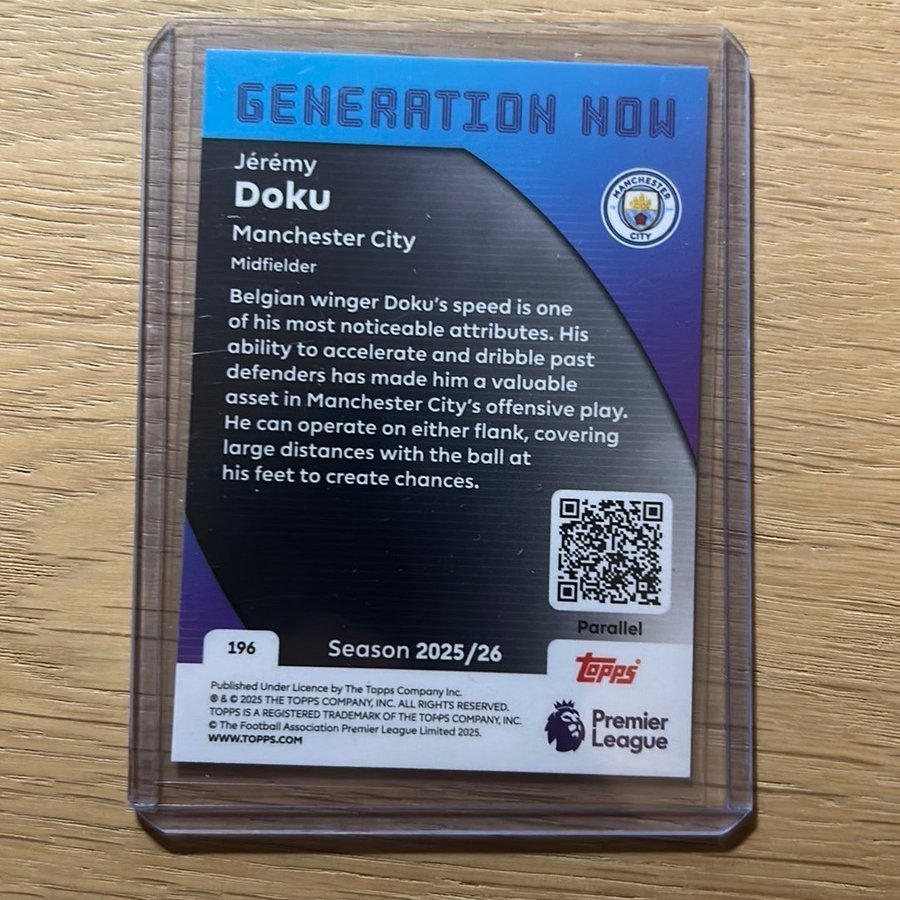 GENERATION NOW
Jérémy
Doku
Manchester City
Midfielder
MANCHESTER
CITY
Belgian winger Doku's speed is one
of his most noticeable attributes. His
ability to accelerate and dribble past
defenders has made him a valuable
asset in Manchester City's offensive play.
He can operate on either flank, covering
large distances with the ball at
his feet to create chances.
Parallel
196
Season 2025/26
topps
Published Under Licence by The Topps Company Inc.
® & © 2025 THE TOPPS COMPANY, INC. ALL RIGHTS RESERVED.
TOPPS IS A REGISTERED TRADEMARK OF THE TOPPS COMPANY, INC.
© The Football Association Premier League Limited 2025.
WWW.TOPPS.COM
Premier
League